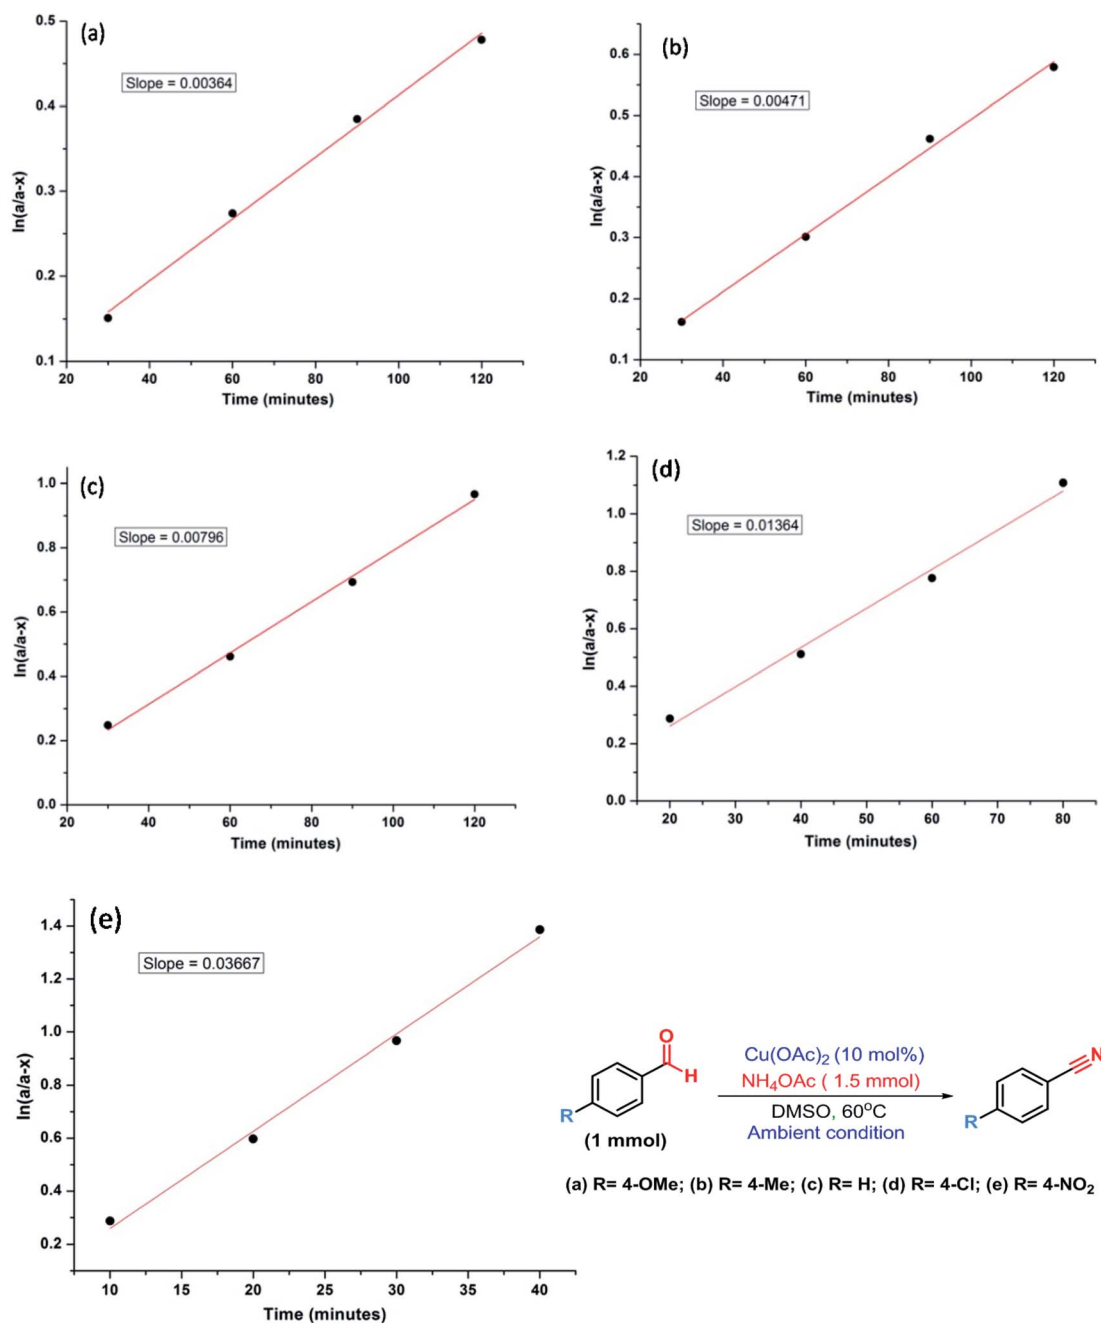 (a)
Slope = 0.00364
ln(a/a-x)
0.5
0.4
0.3
0.2
0.1
20 40 60 80 100 120
Time (minutes)
(b)
Slope = 0.00471
ln(a/a-x)
0.6
0.5
0.4
0.3
0.2
0.1
20 40 60 80 100 120
Time (minutes)
(c)
Slope = 0.00796
ln(a/a-x)
1.0
0.8
0.6
0.4
0.2
0.0
20 40 60 80 100 120
Time (minutes)
(d)
Slope = 0.01364
ln(a/a-x)
1.2
1.0
0.8
0.6
0.4
0.2
0.0
20 30 40 50 60 70 80
Time (minutes)
(e)
Slope = 0.03667
ln(a/a-x)
1.4
1.2
1.0
0.8
0.6
0.4
0.2
10 15 20 25 30 35 40
Time (minutes)
O
H
R
(1 mmol)
Cu(OAc)₂ (10 mol%)
NH₄OAc ( 1.5 mmol)
DMSO, 60°C
Ambient condition
N
R
(a) R= 4-OMe; (b) R= 4-Me; (c) R= H; (d) R= 4-Cl; (e) R= 4-NO₂